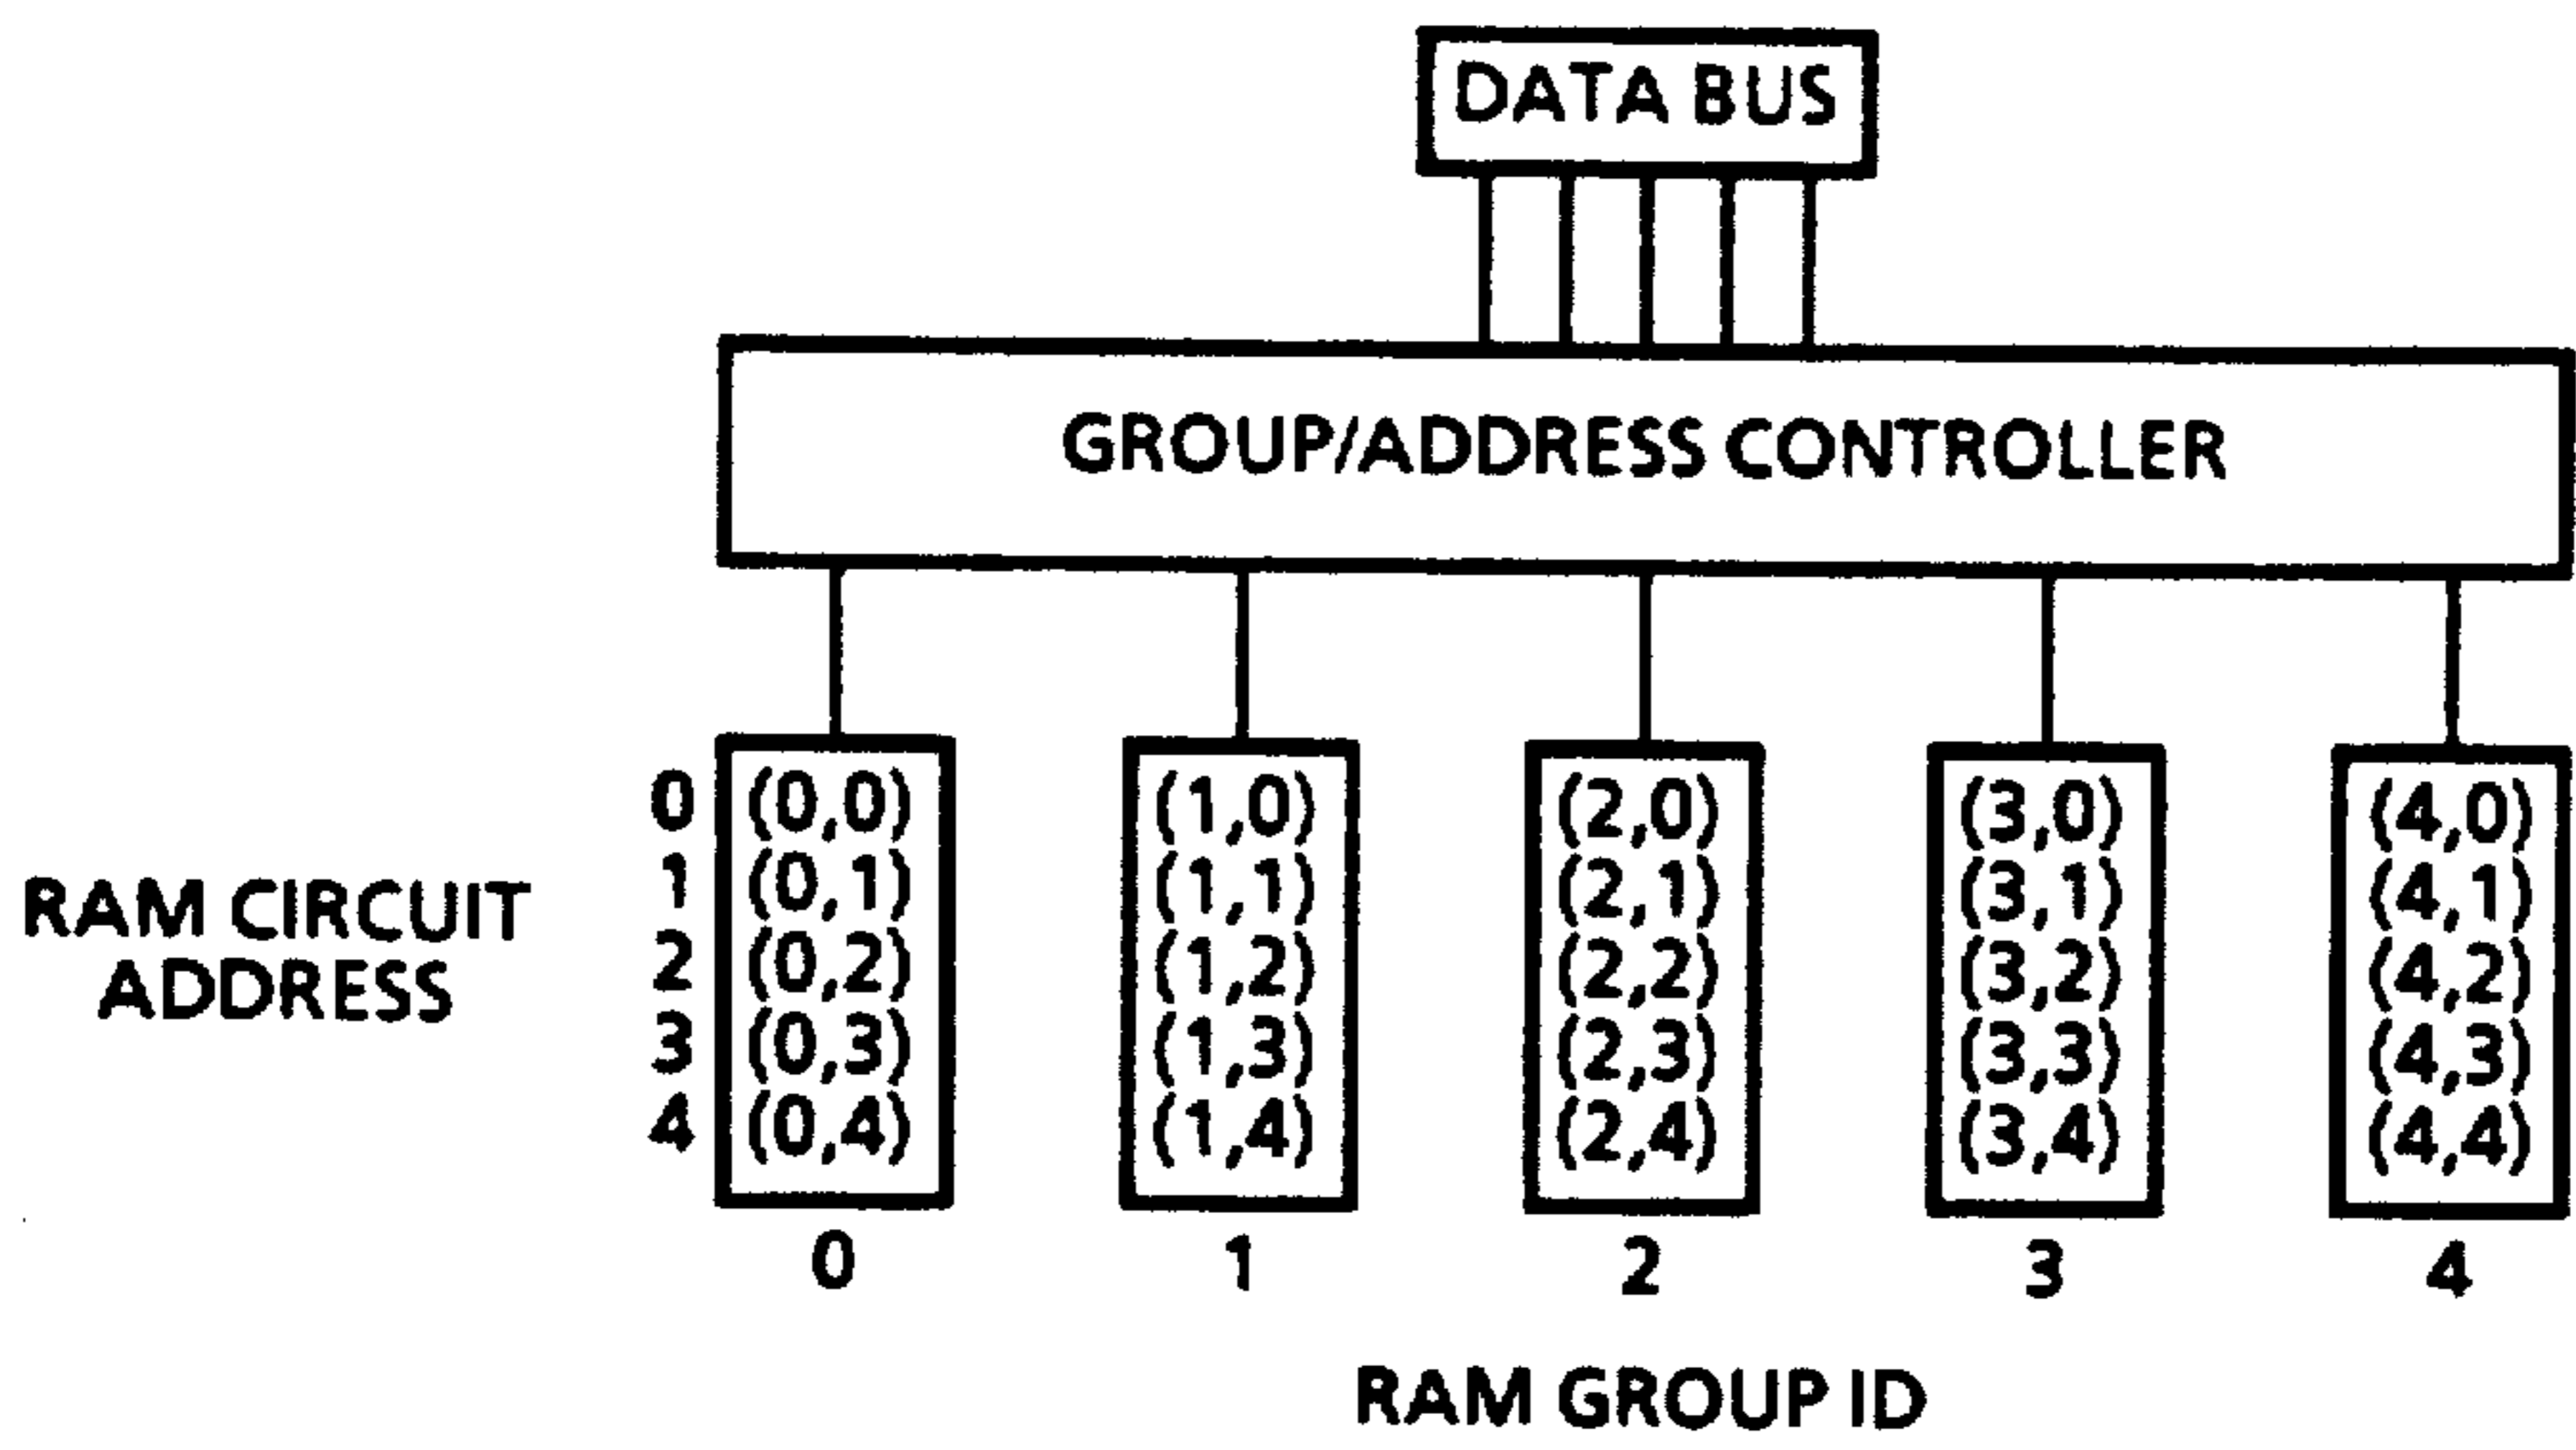 DATA BUS
GROUP/ADDRESS CONTROLLER
0 (0,0) (1,0) (2,0) (3,0) (4,0)
1 (0,1) (1,1) (2,1) (3,1) (4,1)
RAM CIRCUIT
2 (0,2) (1,2) (2,2) (3,2) (4,2)
ADDRESS
3 (0,3) (1,3) (2,3) (3,3) (4,3)
4 (0,4) (1,4) (2,4) (3,4) (4,4)
0 1 2 3 4
RAM GROUP ID